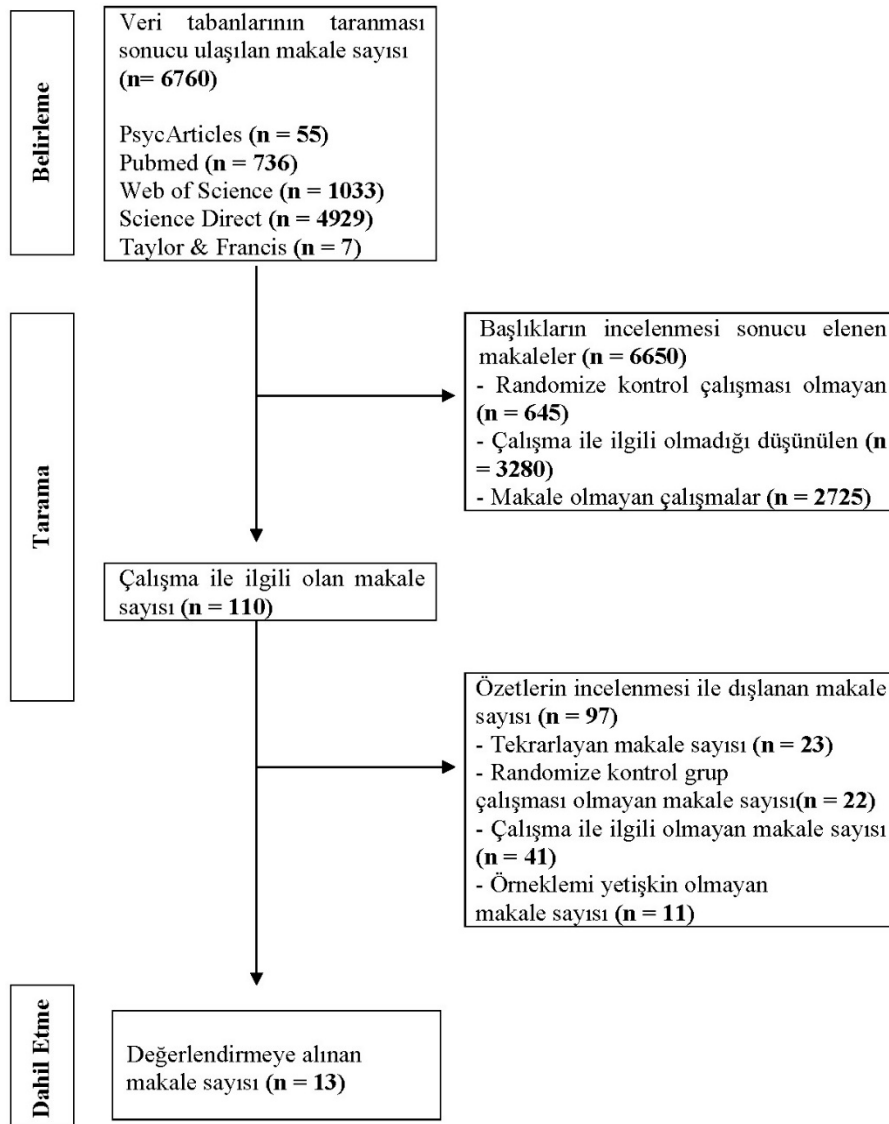 Belirleme
Veri tabanlarının taranması
sonucu ulaşılan makale sayısı
(n= 6760)
PsycArticles (n = 55)
Pubmed (n = 736)
Web of Science (n = 1033)
Science Direct (n = 4929)
Taylor & Francis (n = 7)
Tarama
Başlıkların incelenmesi sonucu elenen
makaleler (n = 6650)
- Randomize kontrol çalışması olmayan
(n = 645)
- Çalışma ile ilgili olmadığı düşünülen (n
= 3280)
- Makale olmayan çalışmalar (n = 2725)
Çalışma ile ilgili olan makale
sayısı (n = 110)
Özetlerin incelenmesi ile dışlanan makale
sayısı (n = 97)
- Tekrarlayan makale sayısı (n = 23)
- Randomize kontrol grup
çalışması olmayan makale sayısı(n = 22)
- Çalışma ile ilgili olmayan makale sayısı
(n = 41)
- Örneklemi yetişkin olmayan
makale sayısı (n = 11)
Dahil Etme
Değerlendirmeye alınan
makale sayısı (n = 13)